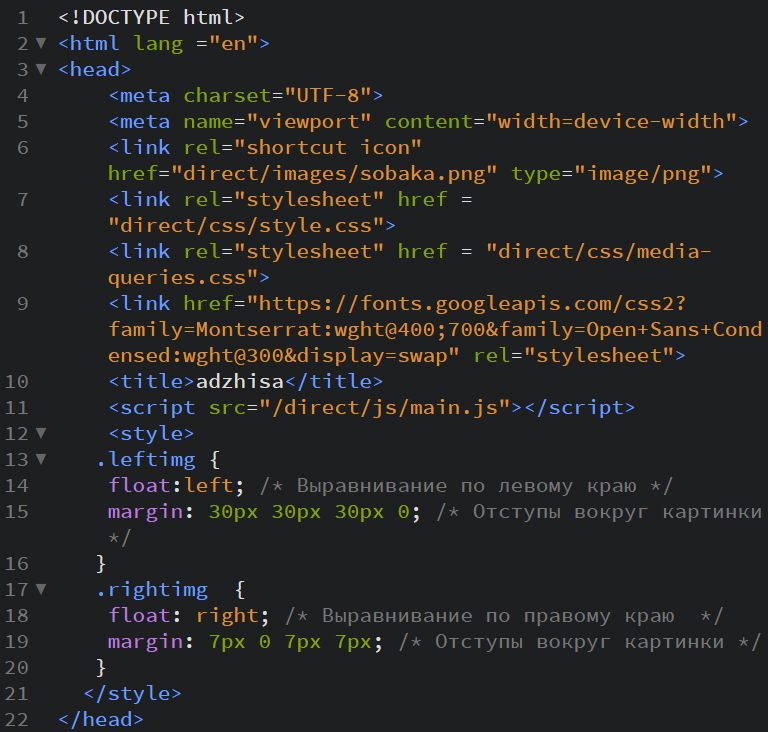 1 <!DOCTYPE html>
2 ▼ <html lang ="en">
3 ▼ <head>
4 <meta charset="UTF-8">
5 <meta name="viewport" content="width=device-width">
6 <link rel="shortcut icon"
href="direct/images/sobaka.png" type="image/png">
7 <link rel="stylesheet" href =
"direct/css/style.css">
8 <link rel="stylesheet" href = "direct/css/media-
queries.css">
9 <link href="https://fonts.googleapis.com/css2?
family=Montserrat:wght@400;700&family=Open+Sans+Cond
ensed:wght@300&display=swap" rel="stylesheet">
10 <title>adzhisa</title>
11 <script src="/direct/js/main.js"></script>
12 ▼ <style>
13 ▼ .leftimg {
14 float:left; /* Выравнивание по левому краю */
15 margin: 30px 30px 30px 0; /* Отступы вокруг картинки
*/
16 }
17 ▼ .rightimg  {
18 float: right; /* Выравнивание по правому краю  */
19 margin: 7px 0 7px 7px; /* Отступы вокруг картинки */
20 }
21 </style>
22 </head>